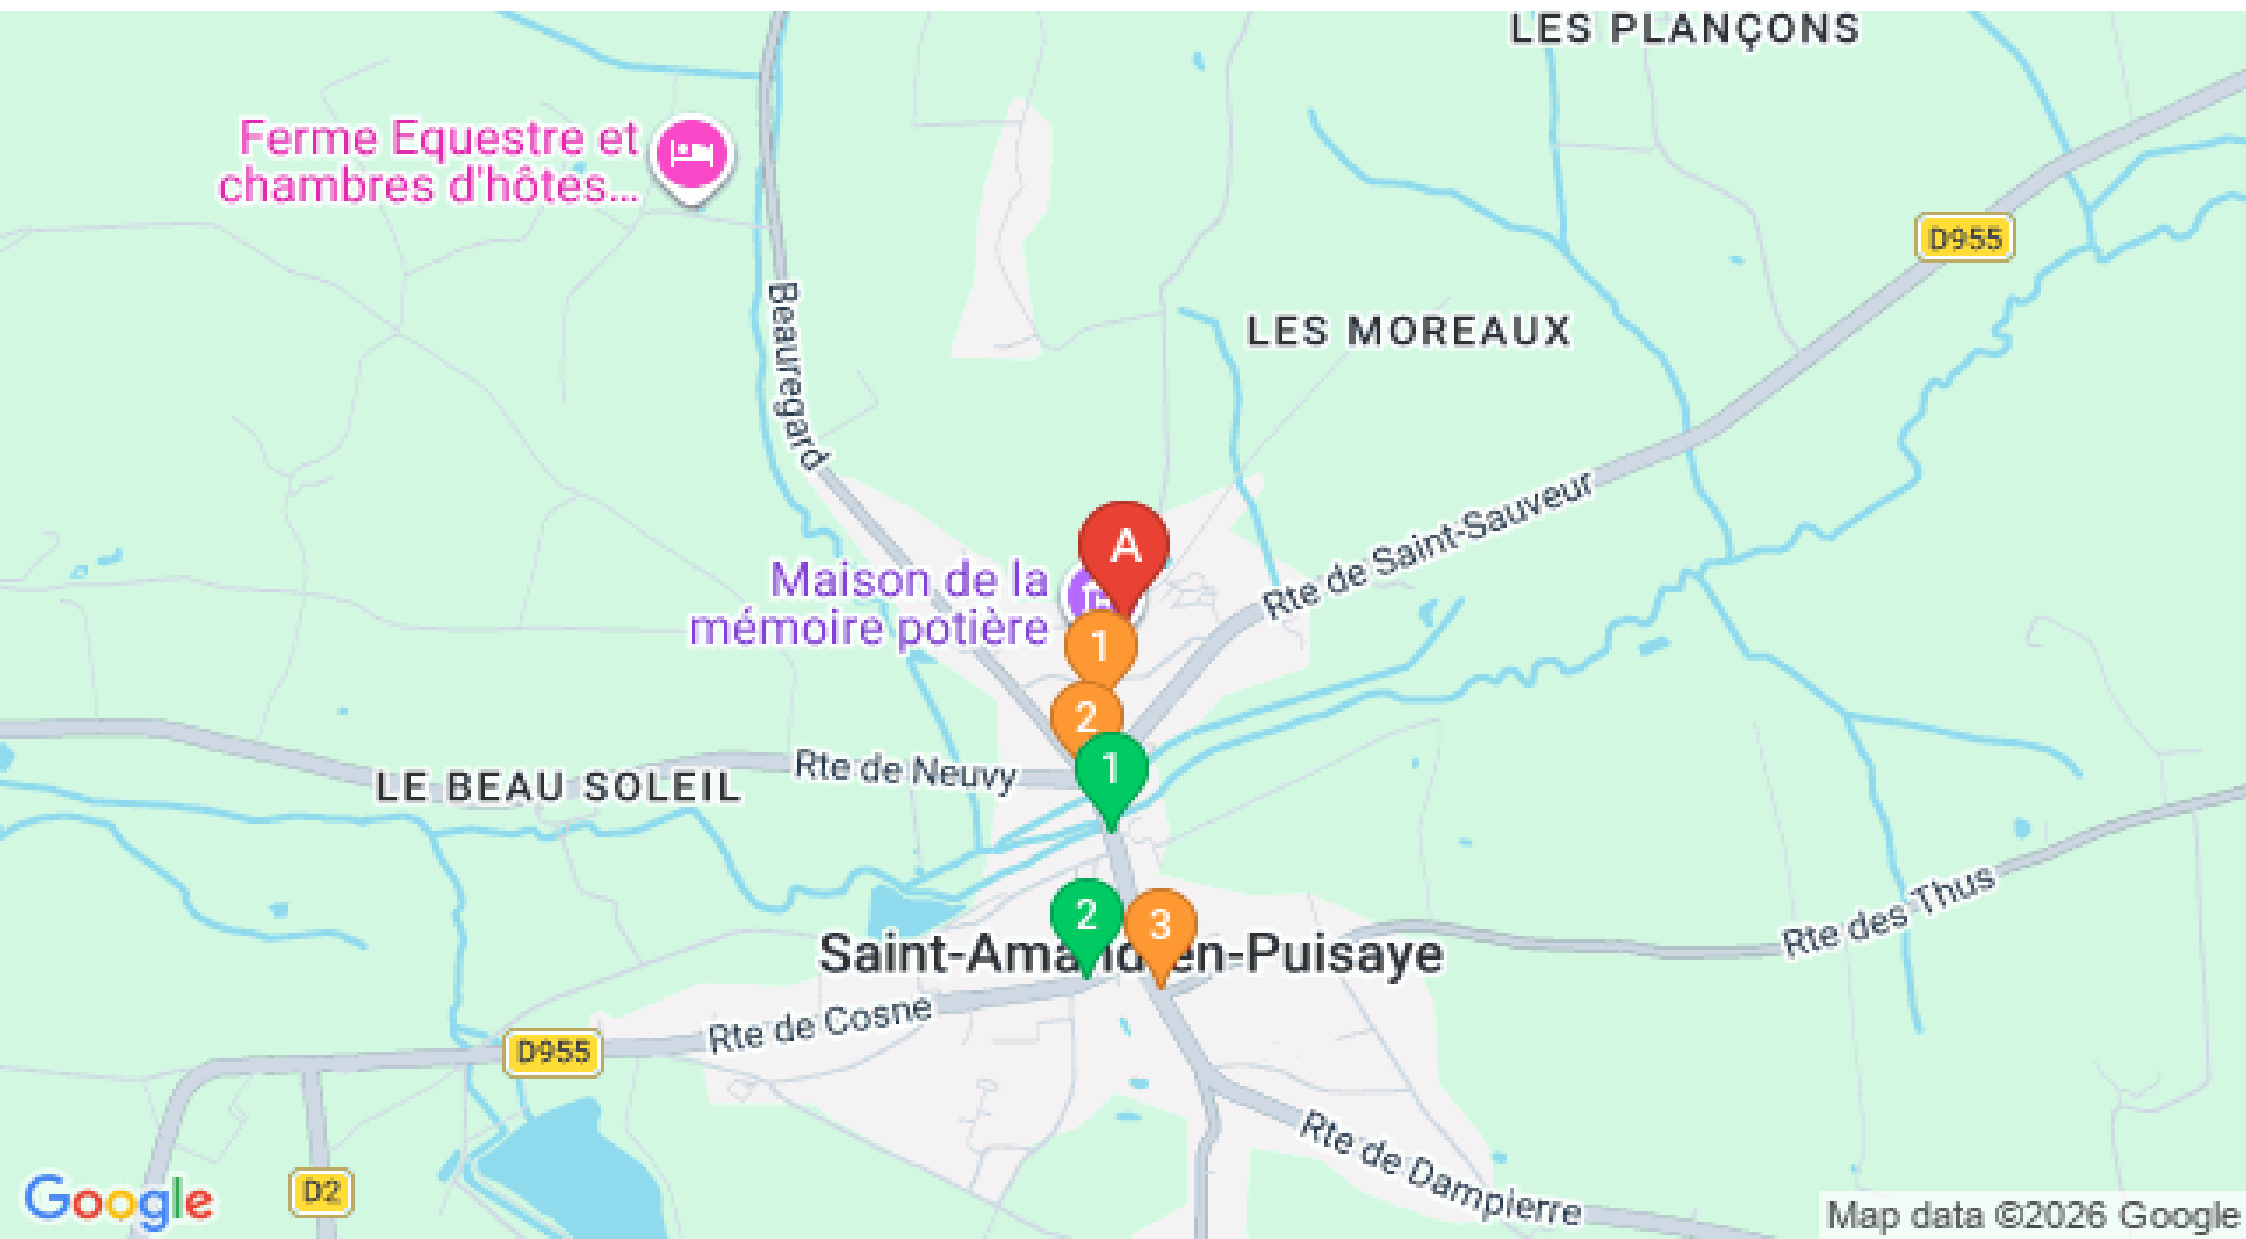 LES PLANÇONS
Ferme Equestre et
chambres d'hôtes...
D955
Beauregard
LES MOREAUX
Rte de Saint-Sauveur
A
Maison de la
mémoire potière
1
2
1
Rte de Neuvy
LE BEAU SOLEIL
2
3
Rte des Thus
Saint-Amand-en-Puisaye
Rte de Cosne
D955
Rte de Dampierre
D2
Google
Map data ©2026 Google